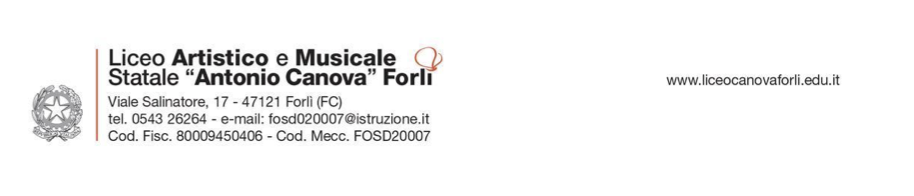 Liceo Artistico e Musicale
Statale “Antonio Canova” Forlì
Viale Salinatore, 17 - 47121 Forlì (FC)
tel. 0543 26264 - e-mail: fosd020007@istruzione.it
Cod. Fisc. 80009450406 - Cod. Mecc. FOSD20007
www.liceocanovaforli.edu.it